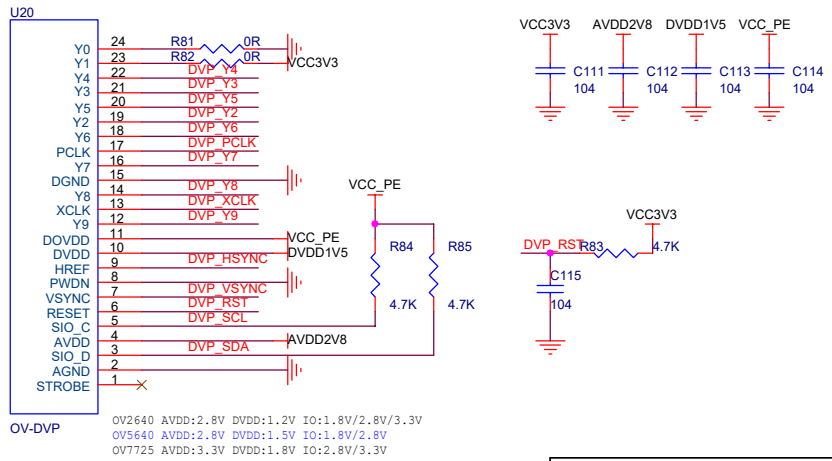 U20
Y0 24 R81 0R
Y1 23 R82 0R VCC3V3
Y4 22 DVP_Y4
Y3 21 DVP_Y3
Y5 20 DVP_Y5
Y2 19 DVP_Y2
Y6 18 DVP_Y6
PCLK 17 DVP_PCLK
Y7 16 DVP_Y7
DGND 15
Y8 14 DVP_Y8
XCLK 13 DVP_XCLK
Y9 12 DVP_Y9
DOVDD 11 VCC_PE
DVDD 10 DVDD1V5
HREF 9 DVP_HSYNC
PWDN 8
VSYNC 7 DVP_VSYNC
RESET 6 DVP_RST
SIO_C 5 DVP_SCL
AVDD 4 AVDD2V8
SIO_D 3 DVP_SDA
AGND 2
STROBE 1
OV-DVP
VCC_PE
R84 R85
4.7K 4.7K
VCC3V3 AVDD2V8 DVDD1V5 VCC_PE
C111 C112 C113 C114
104 104 104 104
VCC3V3
DVP_RST R83 4.7K
C115
104
OV2640 AVDD:2.8V DVDD:1.2V IO:1.8V/2.8V/3.3V
OV5640 AVDD:2.8V DVDD:1.5V IO:1.8V/2.8V
OV7725 AVDD:3.3V DVDD:1.8V IO:2.8V/3.3V